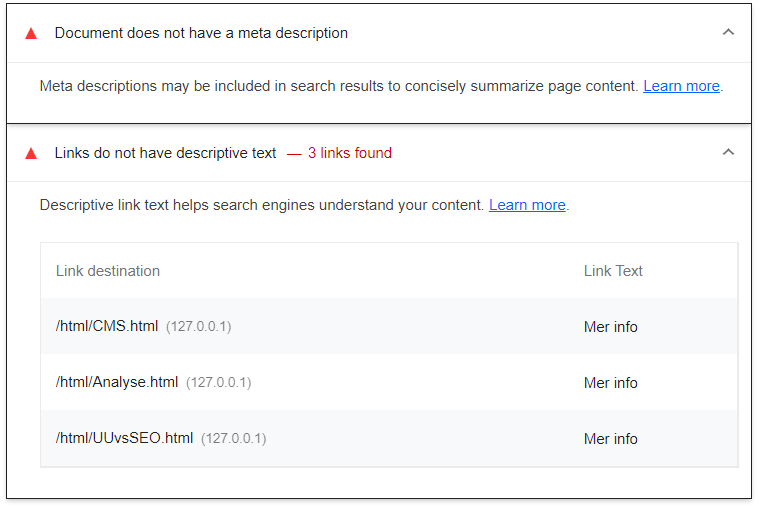 Document does not have a meta description
Meta descriptions may be included in search results to concisely summarize page content. Learn more.
Links do not have descriptive text — 3 links found
Descriptive link text helps search engines understand your content. Learn more.
Link destination Link Text
/html/CMS.html (127.0.0.1) Mer info
/html/Analyse.html (127.0.0.1) Mer info
/html/UUvsSEO.html (127.0.0.1) Mer info